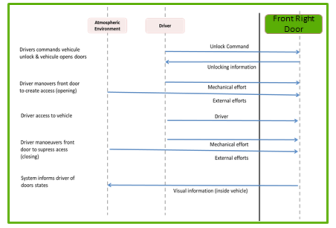 Atmospheric
Environment
Driver
Front Right
Door
Drivers commands vehicule
unlock & vehicule opens doors
Unlock Command
Unlocking information
Driver manovers front door
to create access (opening)
Mechanical effort
External efforts
Driver access to vehicle
Driver
Driver manoeuvers front
door to supress acess
(closing)
Mechanical effort
External efforts
System informs driver of
doors states
Visual information (inside vehicle)